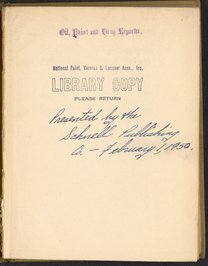 Oil, Paint and Drug Reporter.
National Paint, Varnish & Lacquer Assn., Inc.
LIBRARY COPY
PLEASE RETURN
Presented by the
Schnell Publishing
Co. - February 1, 1950.